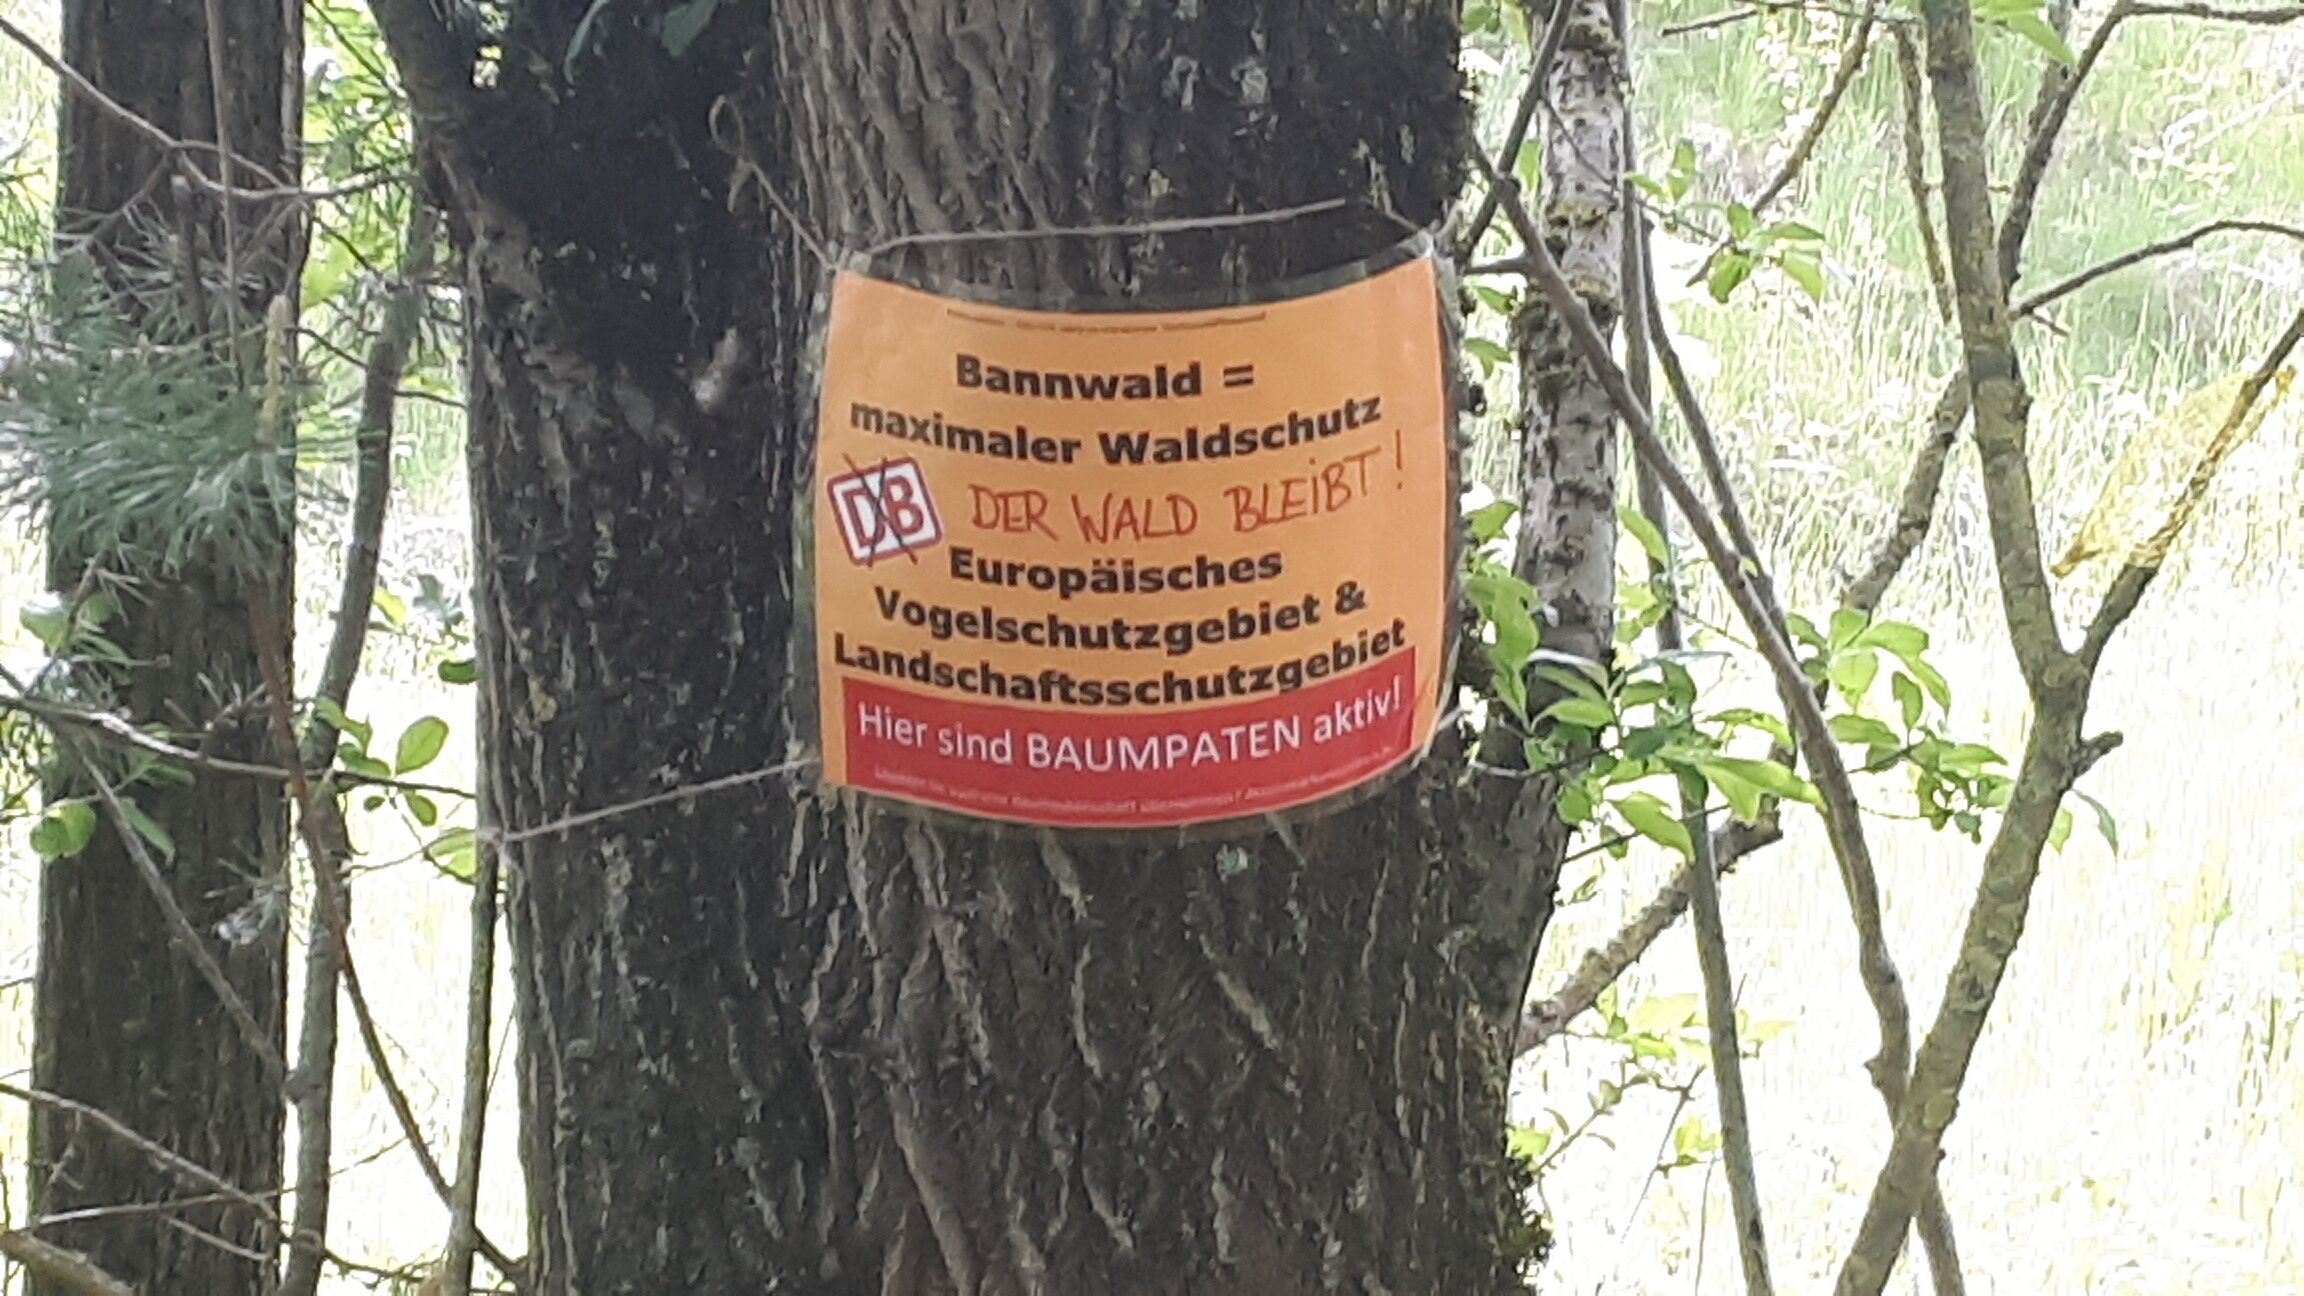 Bannwald =
maximaler Waldschutz
DB DER WALD BLEIBT!
Europäisches
Vogelschutzgebiet &
Landschaftsschutzgebiet
Hier sind BAUMPATEN aktiv!